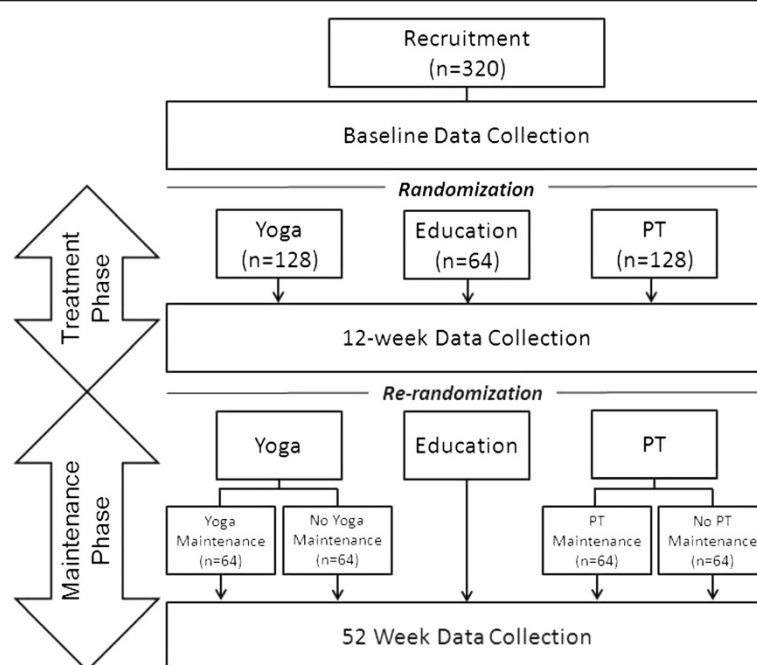 Recruitment
(n=320)
Baseline Data Collection
Randomization
Treatment
Phase
Yoga
(n=128)
Education
(n=64)
PT
(n=128)
12-week Data Collection
Re-randomization
Maintenance
Phase
Yoga
Education
PT
Yoga
Maintenance
(n=64)
No Yoga
Maintenance
(n=64)
PT
Maintenance
(n=64)
No PT
Maintenance
(n=64)
52 Week Data Collection